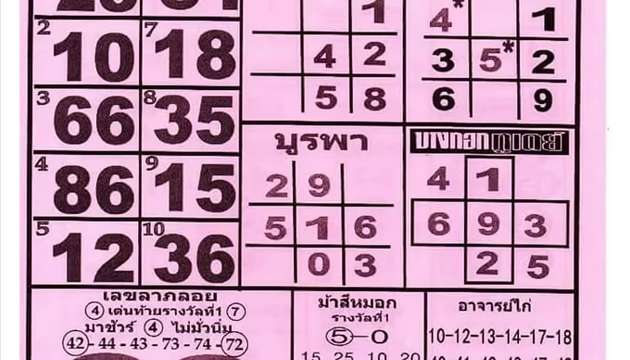 1
4* 1
2 10 7 18
4 2
3 5* 2
5 8
6 9
3 66 8 35
บูรพา
บางกอกทูเดย์
4 86 9 15
2 9
4 1
5 1 6
6 9 3
5 12 10 36
0 3
2 5
เลขลาภลอย
4 เด่นท้ายรางวัลที่1 7
มาชัวร์ 4 ไม่มั่วนิ่ม
42-44-43-73-74-72
ม้าสีหมอก
รางวัลที่1
5-0
15 25 10 20
อาจารย์ไก่
10-12-13-14-17-18